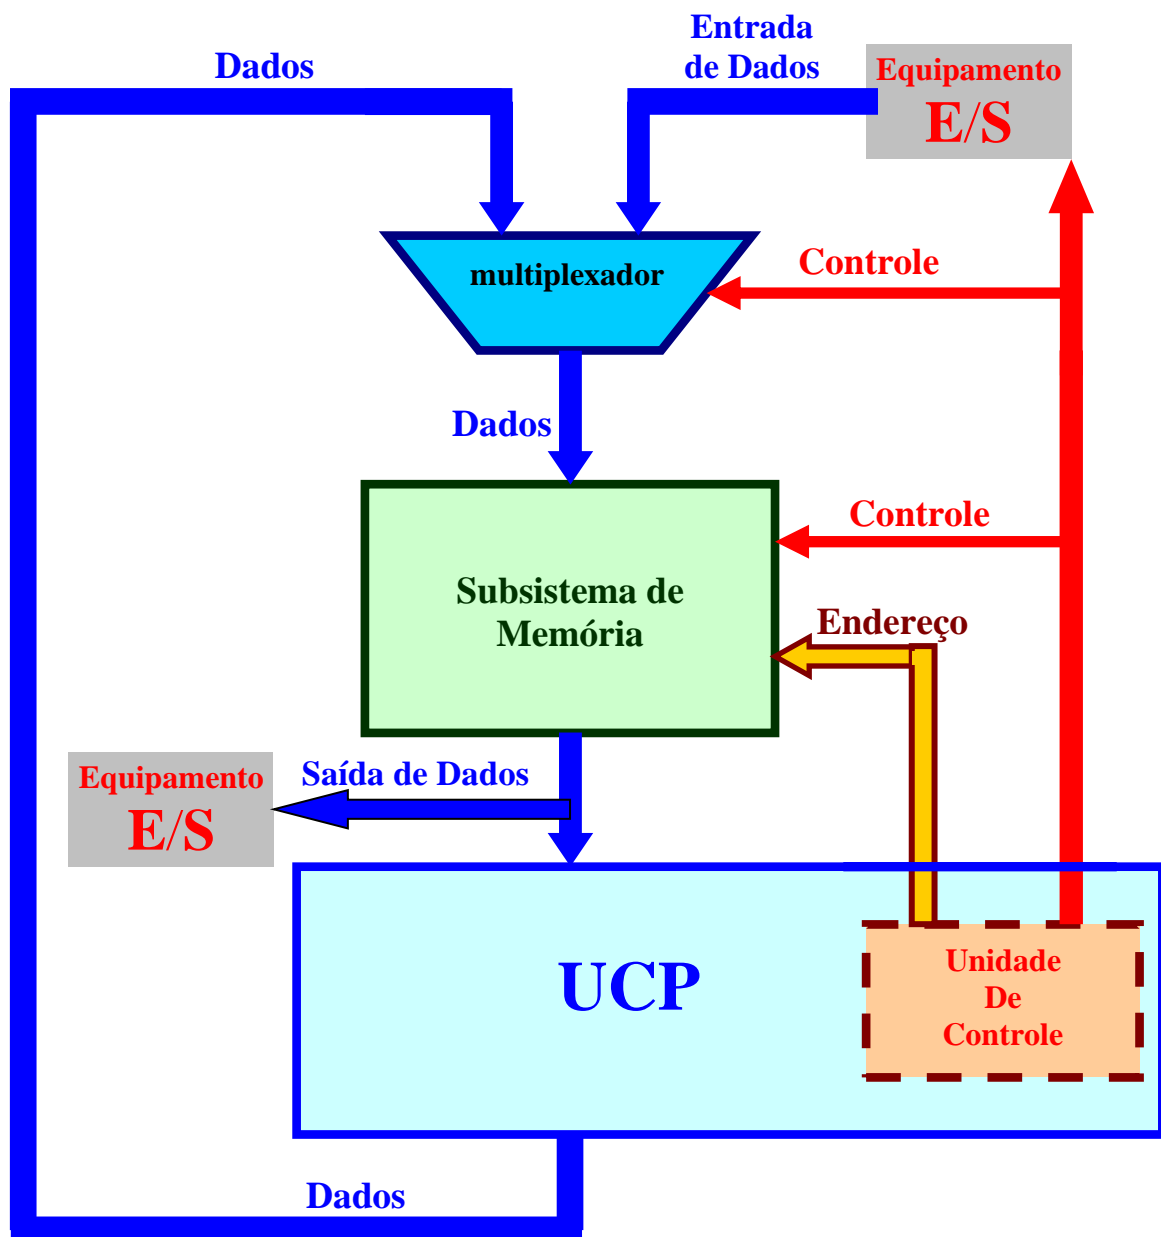 Dados
Entrada
de Dados
Equipamento
E/S
multiplexador
Controle
Dados
Controle
Subsistema de
Memória
Endereço
Equipamento
E/S
Saída de Dados
UCP
Unidade
De
Controle
Dados